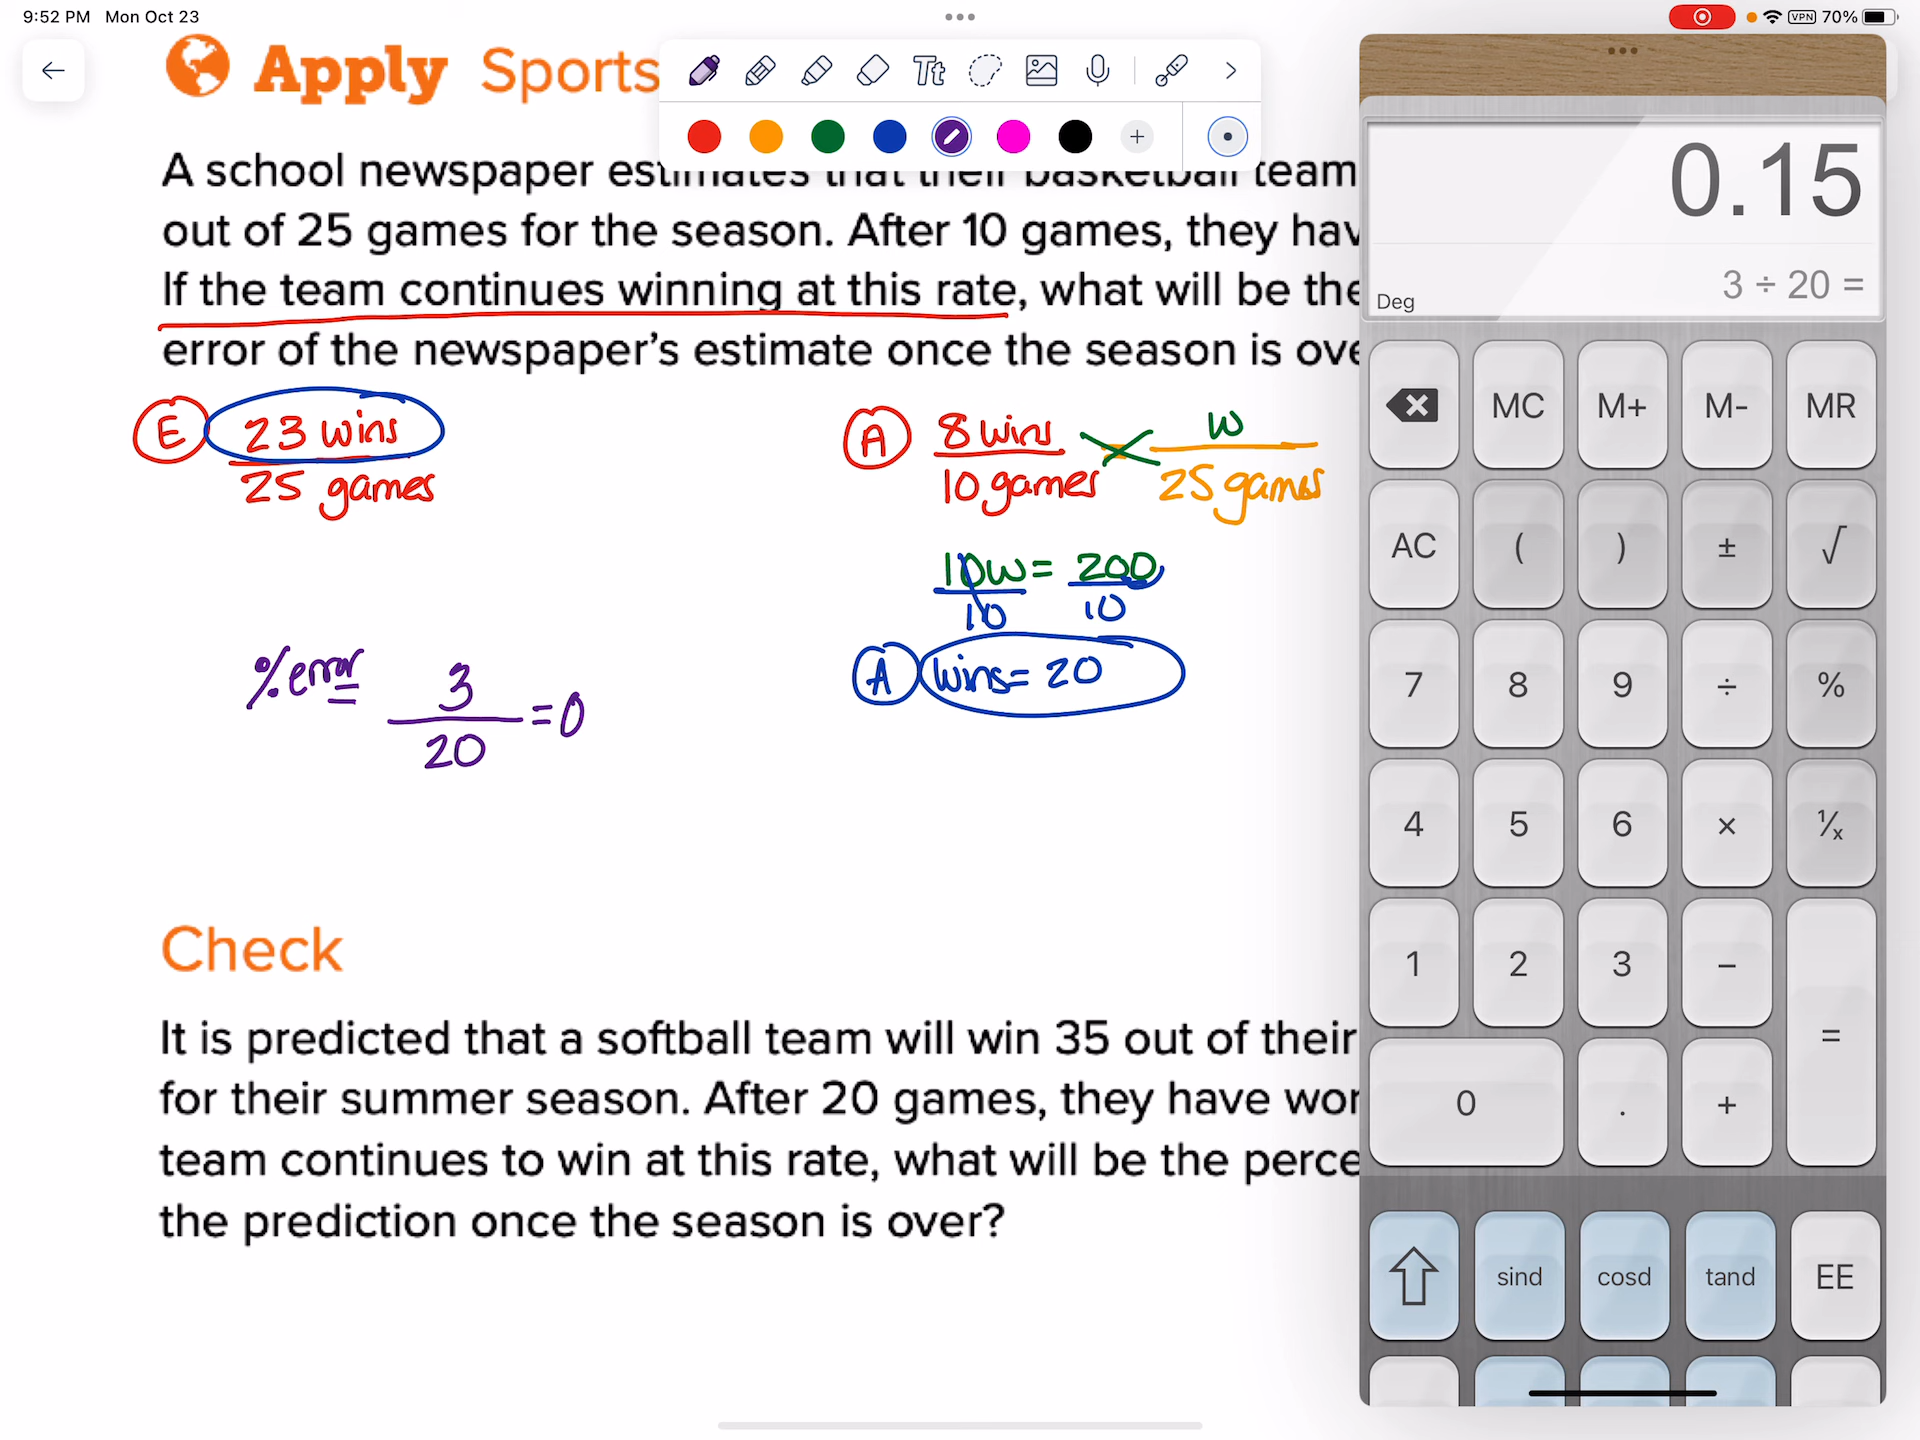 9:52 PM Mon Oct 23
VPN 70%
Apply Sports
Tt
A school newspaper estimates that their basketball team
out of 25 games for the season. After 10 games, they hav
If the team continues winning at this rate, what will be the
error of the newspaper's estimate once the season is ove
E 23 wins
25 games
A 8 wins w
10 games = 25 games
10w = 200
10 10
A wins = 20
% error 3
20 = 0
Check
It is predicted that a softball team will win 35 out of their
for their summer season. After 20 games, they have wor
team continues to win at this rate, what will be the perce
the prediction once the season is over?
0.15
Deg 3 ÷ 20 =
MC M+ M- MR
AC ( ) ± √
7 8 9 ÷ %
4 5 6 × 1/x
1 2 3 −
=
0 . +
sind cosd tand EE